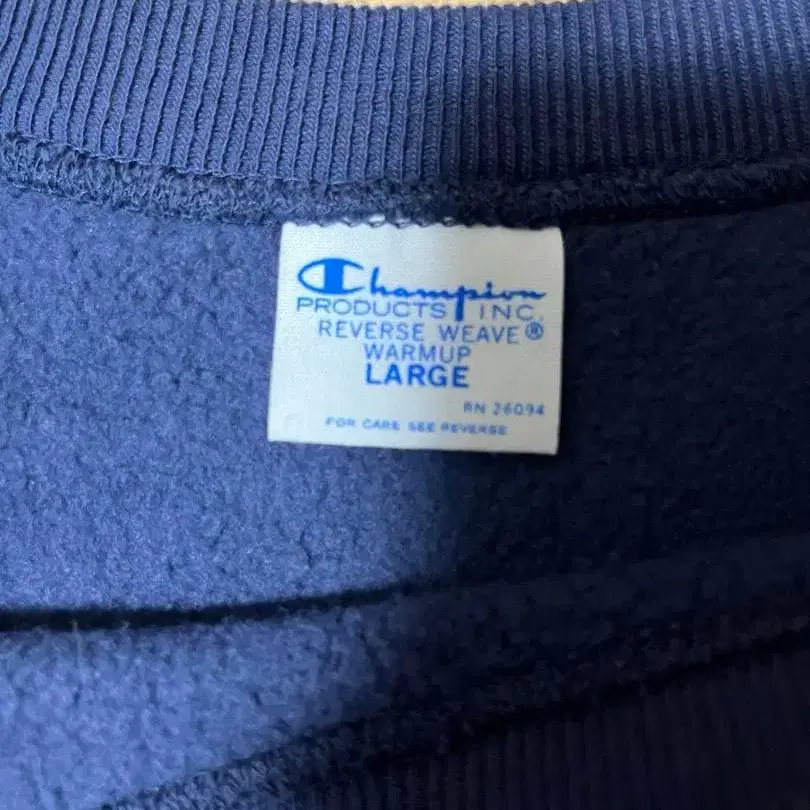 Champion
PRODUCTS INC.
REVERSE WEAVE®
WARMUP
LARGE
RN 26094
FOR CARE SEE REVERSE